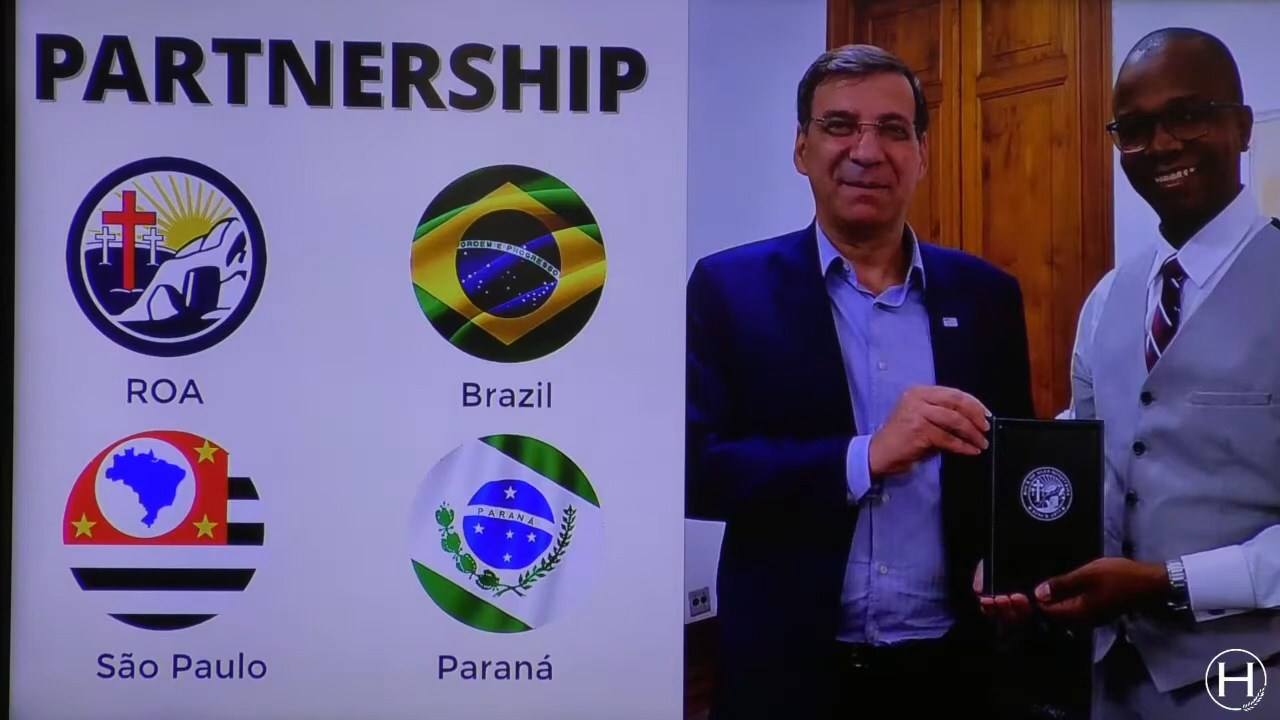 PARTNERSHIP
ROA
ORDEM E PROGRESSO
Brazil
PARANÁ
São Paulo
Paraná
H